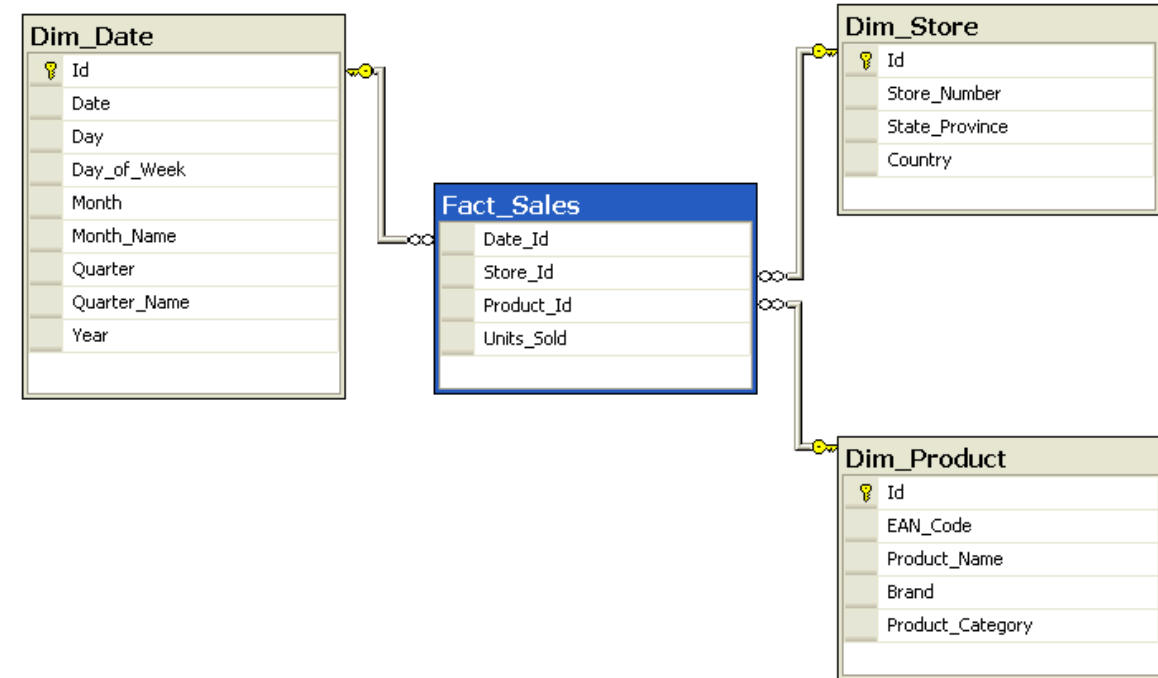 Dim_Date
Id
Date
Day
Day_of_Week
Month
Month_Name
Quarter
Quarter_Name
Year
Fact_Sales
Date_Id
Store_Id
Product_Id
Units_Sold
Dim_Store
Id
Store_Number
State_Province
Country
Dim_Product
Id
EAN_Code
Product_Name
Brand
Product_Category